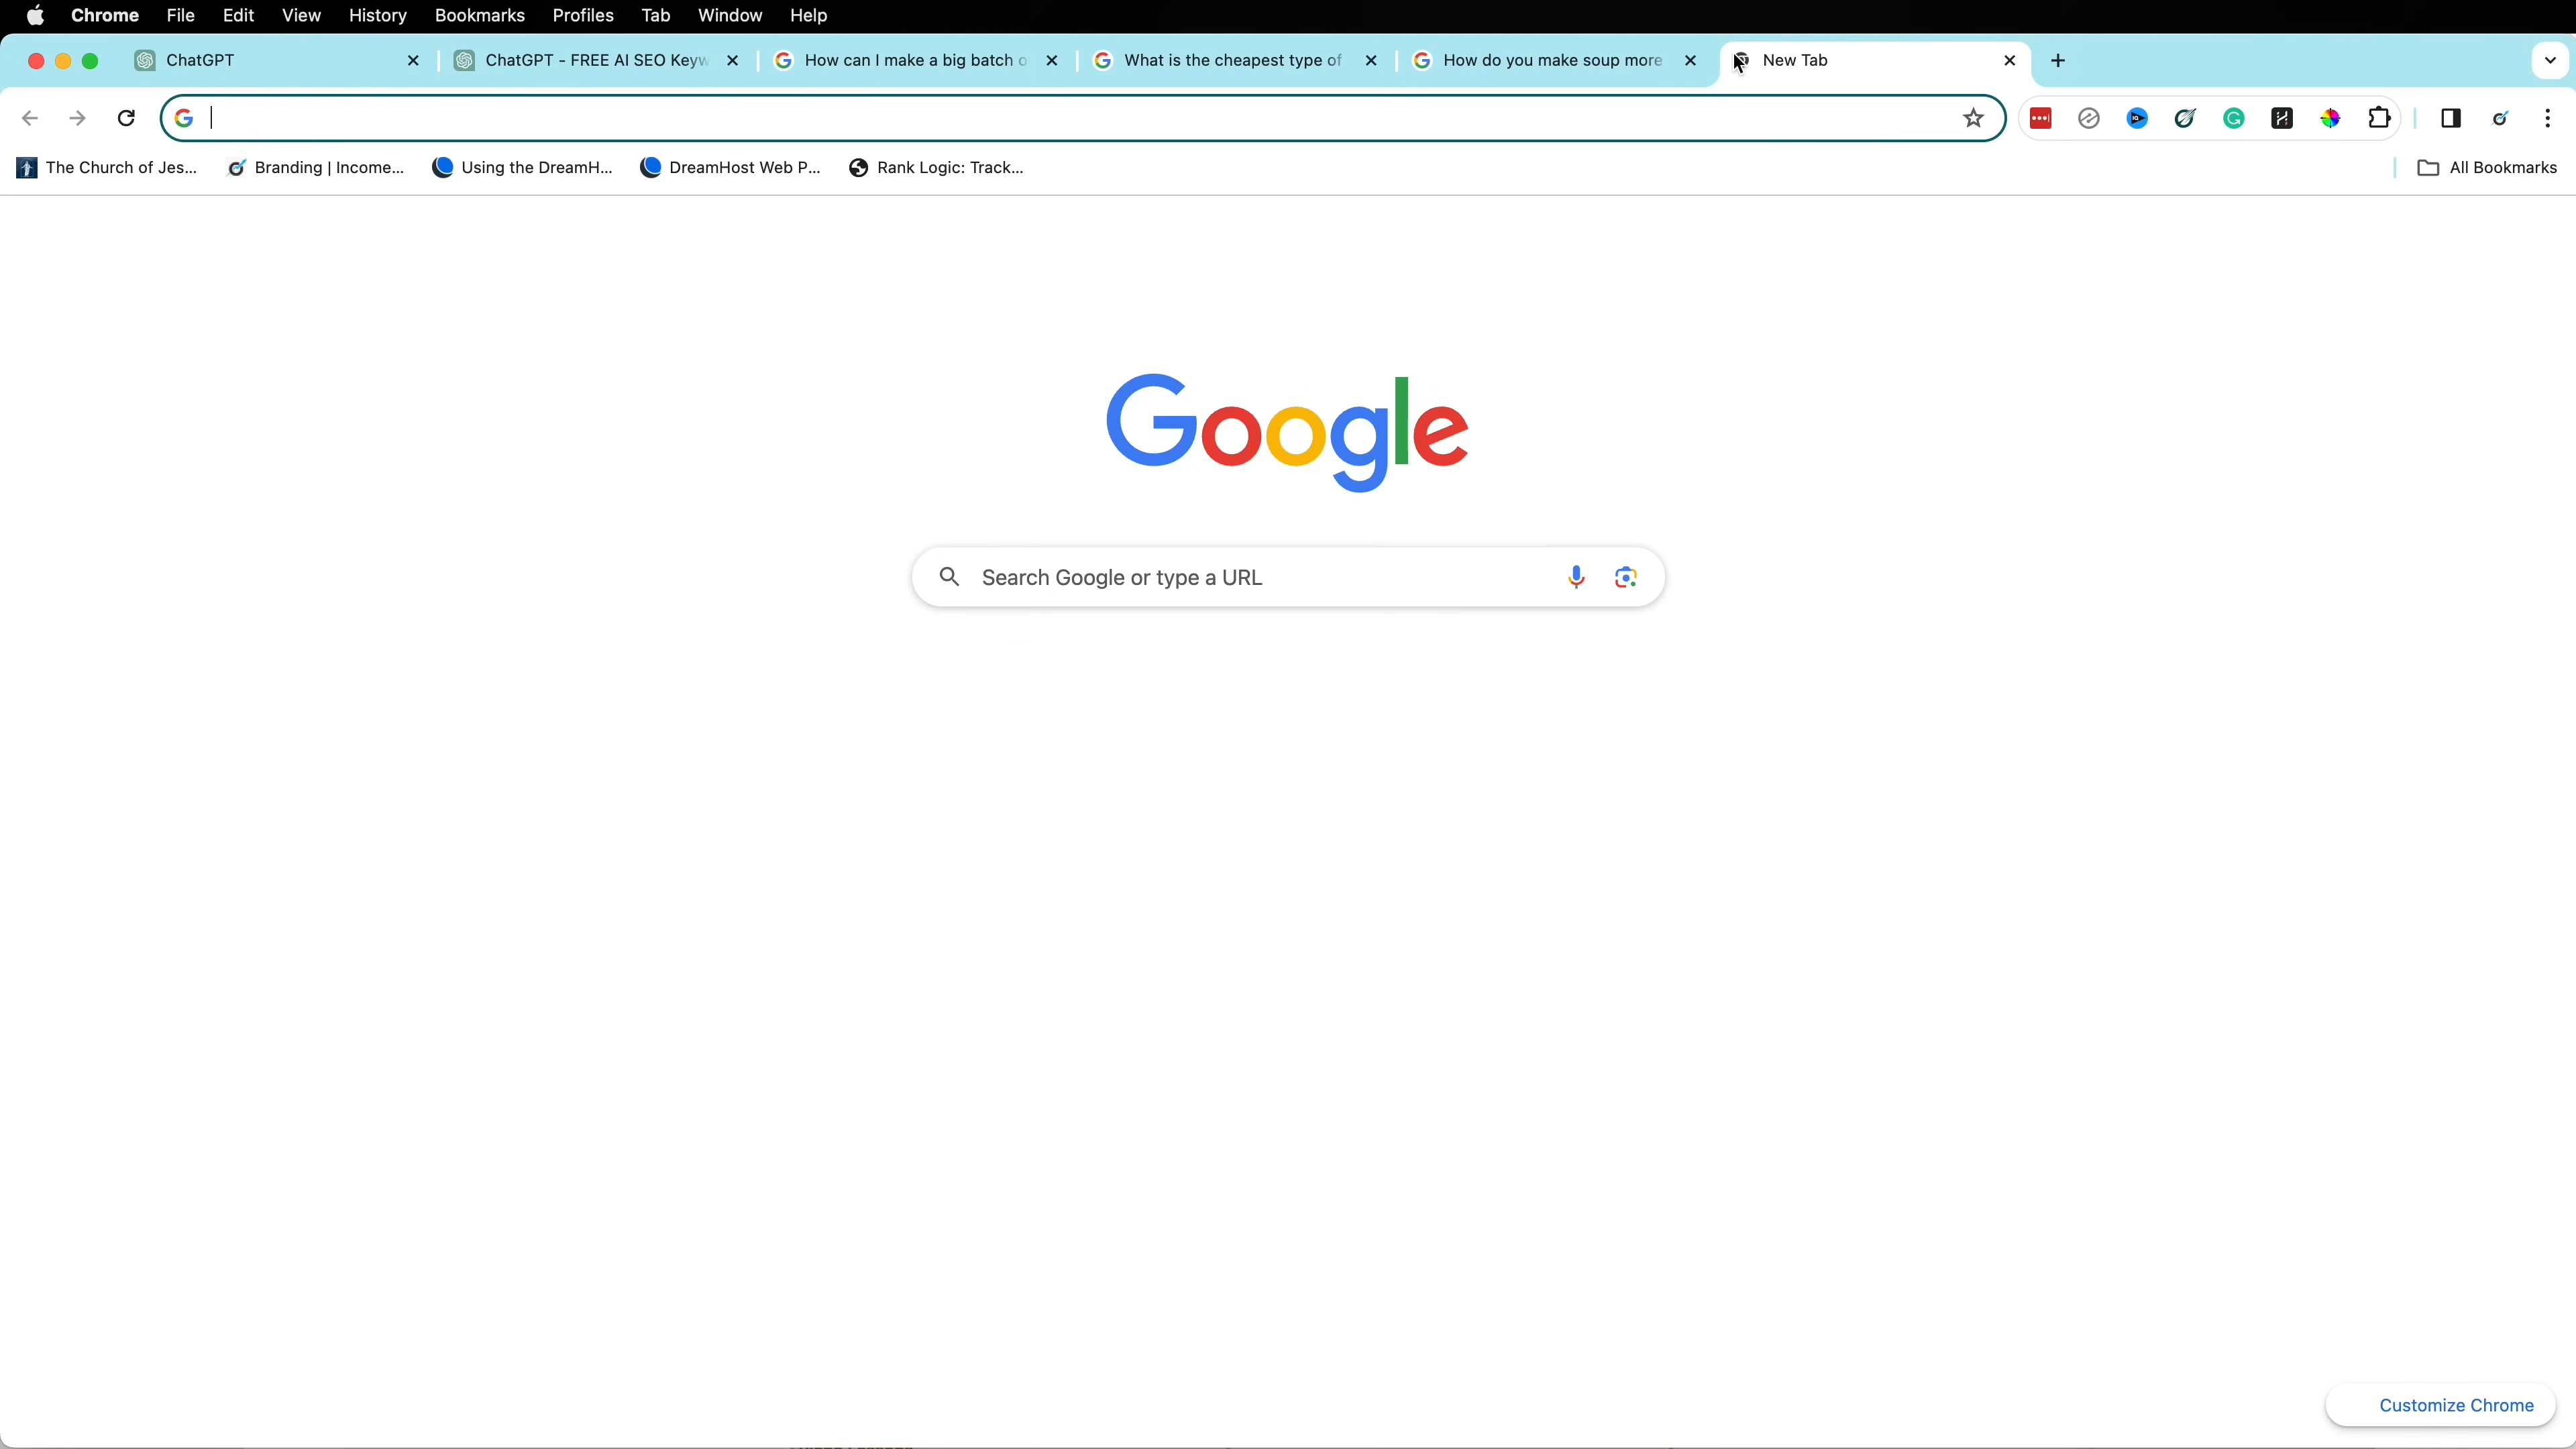 Chrome File Edit View History Bookmarks Profiles Tab Window Help
ChatGPT ChatGPT - FREE AI SEO Keyw How can I make a big batch o What is the cheapest type of How do you make soup more New Tab
The Church of Jes... Branding | Income... Using the DreamH... DreamHost Web P... Rank Logic: Track... All Bookmarks
Google
Search Google or type a URL
Customize Chrome